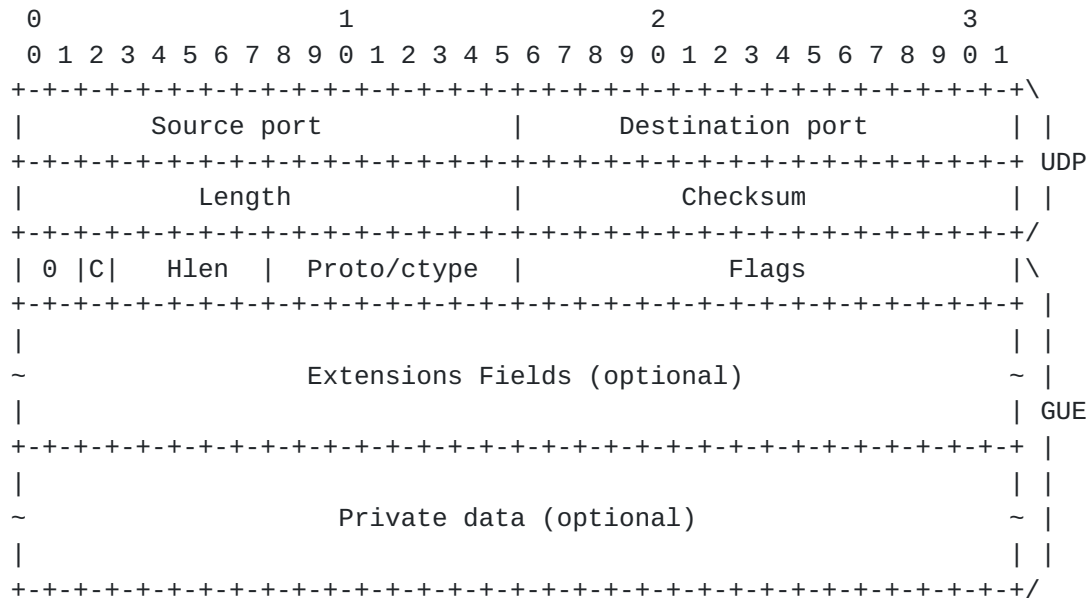 0                   1                   2                   3
 0 1 2 3 4 5 6 7 8 9 0 1 2 3 4 5 6 7 8 9 0 1 2 3 4 5 6 7 8 9 0 1
+-+-+-+-+-+-+-+-+-+-+-+-+-+-+-+-+-+-+-+-+-+-+-+-+-+-+-+-+-+-+-+-+\
|        Source port            |      Destination port         | |
+-+-+-+-+-+-+-+-+-+-+-+-+-+-+-+-+-+-+-+-+-+-+-+-+-+-+-+-+-+-+-+-+ UDP
|           Length              |          Checksum             | |
+-+-+-+-+-+-+-+-+-+-+-+-+-+-+-+-+-+-+-+-+-+-+-+-+-+-+-+-+-+-+-+-+/
| 0 |C|   Hlen  |  Proto/ctype  |             Flags             |\
+-+-+-+-+-+-+-+-+-+-+-+-+-+-+-+-+-+-+-+-+-+-+-+-+-+-+-+-+-+-+-+-+ |
|                                                               | |
~                  Extensions Fields (optional)                 ~ |
|                                                               | GUE
+-+-+-+-+-+-+-+-+-+-+-+-+-+-+-+-+-+-+-+-+-+-+-+-+-+-+-+-+-+-+-+-+ |
|                                                               | |
~                    Private data (optional)                    ~ |
|                                                               | |
+-+-+-+-+-+-+-+-+-+-+-+-+-+-+-+-+-+-+-+-+-+-+-+-+-+-+-+-+-+-+-+-+/